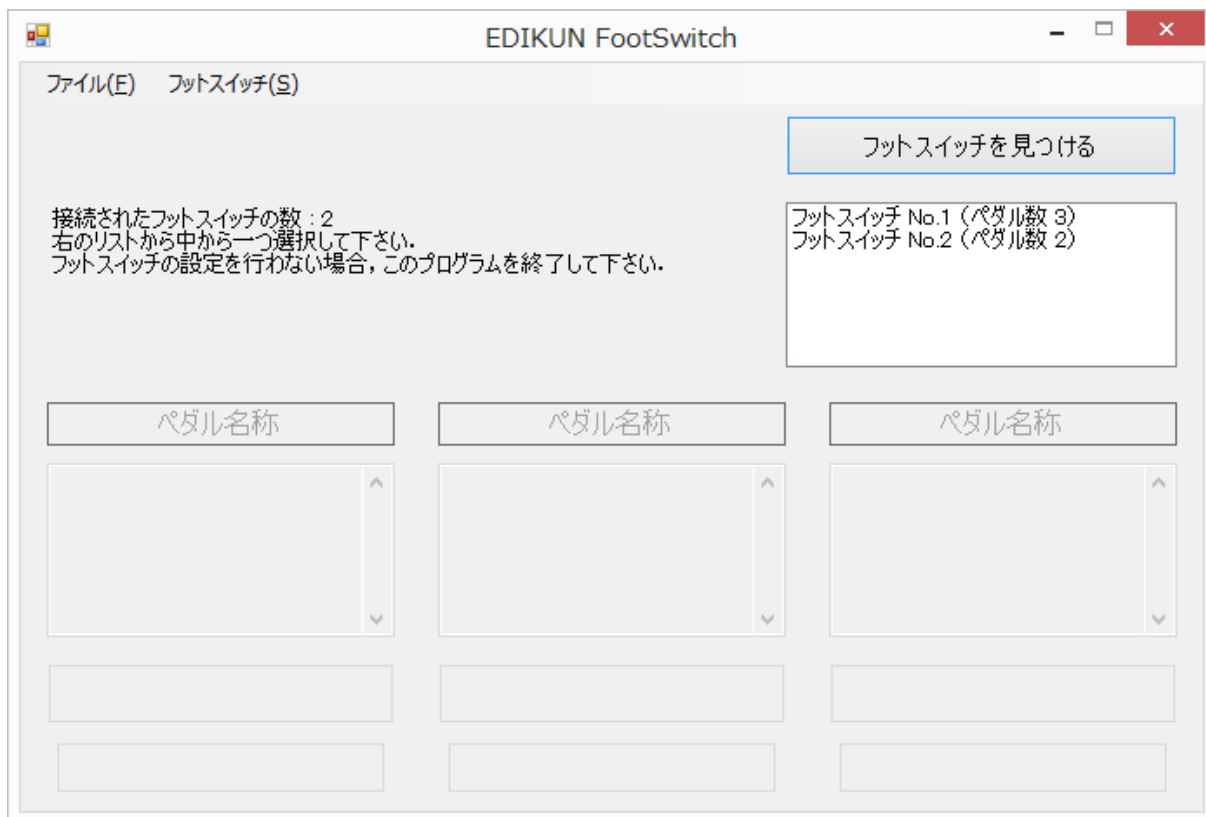 EDIKUN FootSwitch
ファイル(F) フットスイッチ(S)
フットスイッチを見つける
接続されたフットスイッチの数:2
右のリストから中から一つ選択して下さい.
フットスイッチの設定を行わない場合,このプログラムを終了して下さい.
フットスイッチ No.1(ペダル数 3)
フットスイッチ No.2(ペダル数 2)
ペダル名称 ペダル名称 ペダル名称